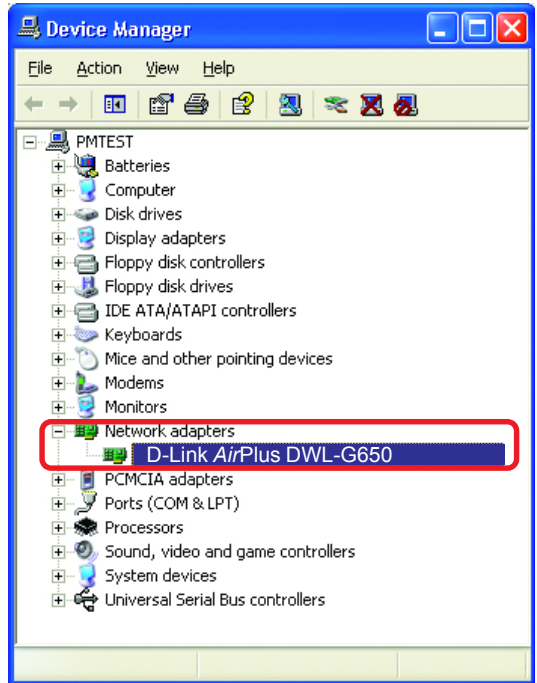 Device Manager
File Action View Help
PMTEST
Batteries
Computer
Disk drives
Display adapters
Floppy disk controllers
Floppy disk drives
IDE ATA/ATAPI controllers
Keyboards
Mice and other pointing devices
Modems
Monitors
Network adapters
D-Link AirPlus DWL-G650
PCMCIA adapters
Ports (COM & LPT)
Processors
Sound, video and game controllers
System devices
Universal Serial Bus controllers